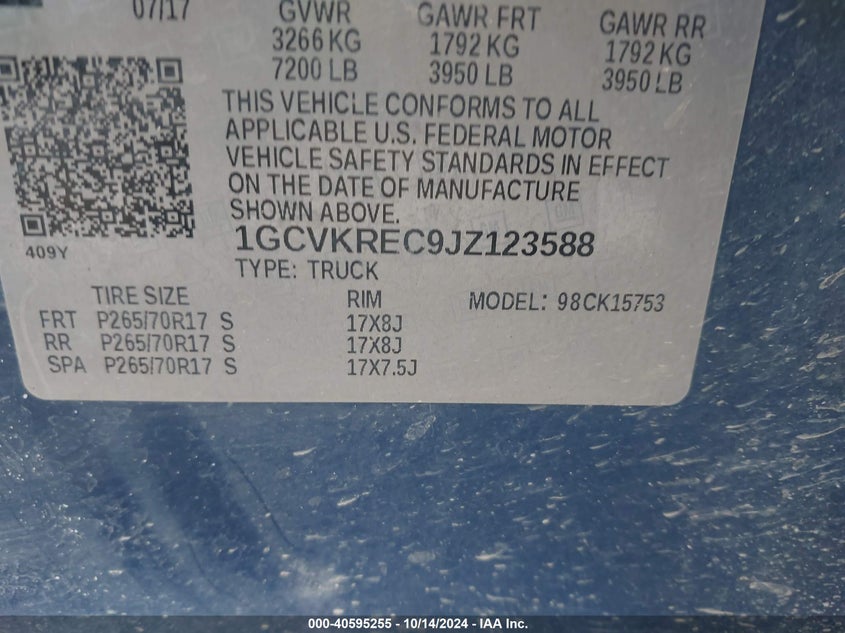 07/17 GVWR GAWR FRT GAWR RR
3266 KG 1792 KG 1792 KG
7200 LB 3950 LB 3950 LB
THIS VEHICLE CONFORMS TO ALL
APPLICABLE U.S. FEDERAL MOTOR
VEHICLE SAFETY STANDARDS IN EFFECT
ON THE DATE OF MANUFACTURE
SHOWN ABOVE.
409Y
1GCVKREC9JZ123588
TYPE: TRUCK
TIRE SIZE RIM MODEL: 98CK15753
FRT P265/70R17 S 17X8J
RR P265/70R17 S 17X8J
SPA P265/70R17 S 17X7.5J
000-40595255 - 10/14/2024 - IAA Inc.